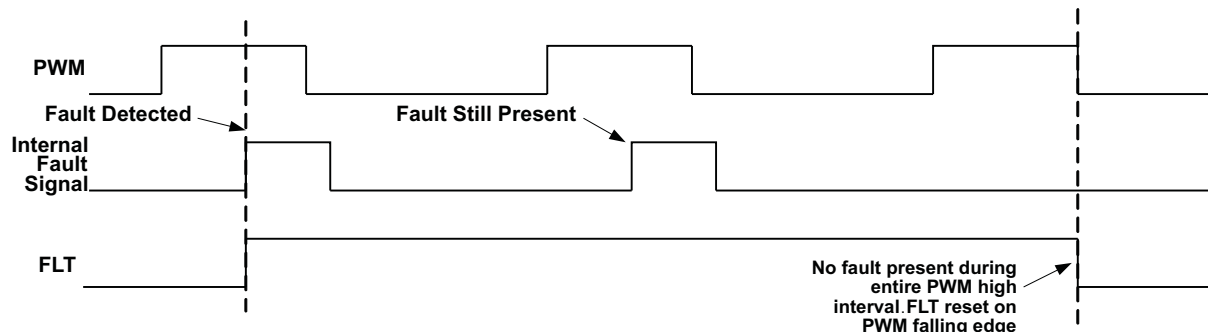 PWM
Fault Detected
Fault Still Present
Internal
Fault
Signal
FLT
No fault present during
entire PWM high
interval.FLT reset on
PWM falling edge